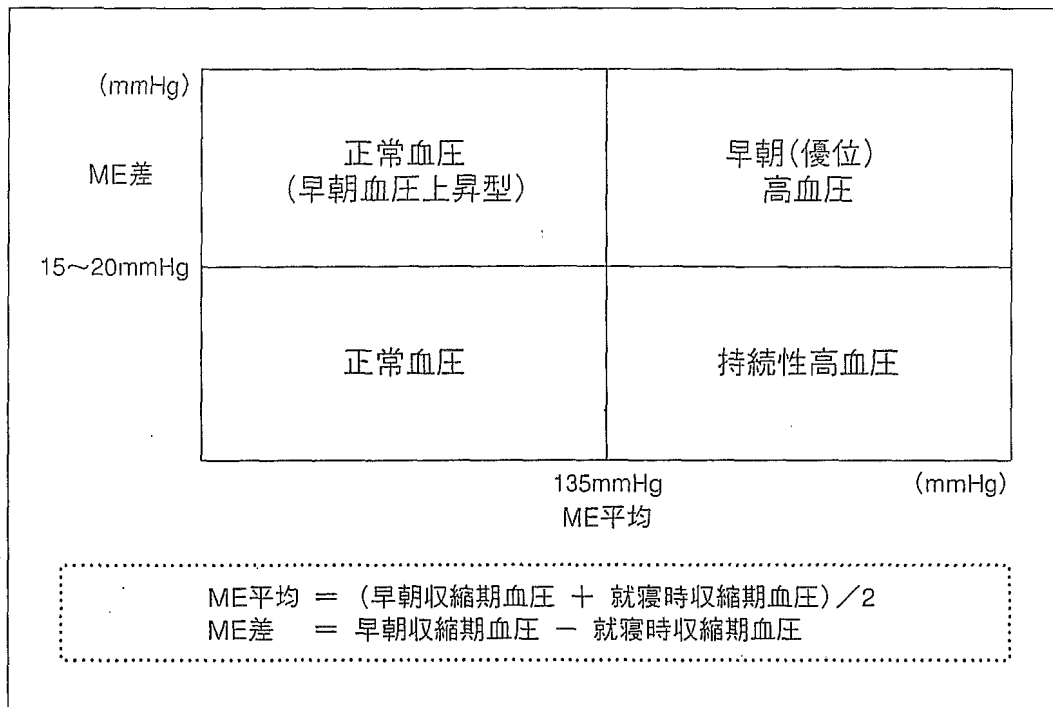 (mmHg)
ME差
15～20mmHg
正常血圧
(早朝血圧上昇型)
早朝(優位)
高血圧
正常血圧
持続性高血圧
135mmHg
(mmHg)
ME平均
ME平均 ＝ (早朝収縮期血圧 ＋ 就寝時収縮期血圧)／2
ME差 ＝ 早朝収縮期血圧 － 就寝時収縮期血圧